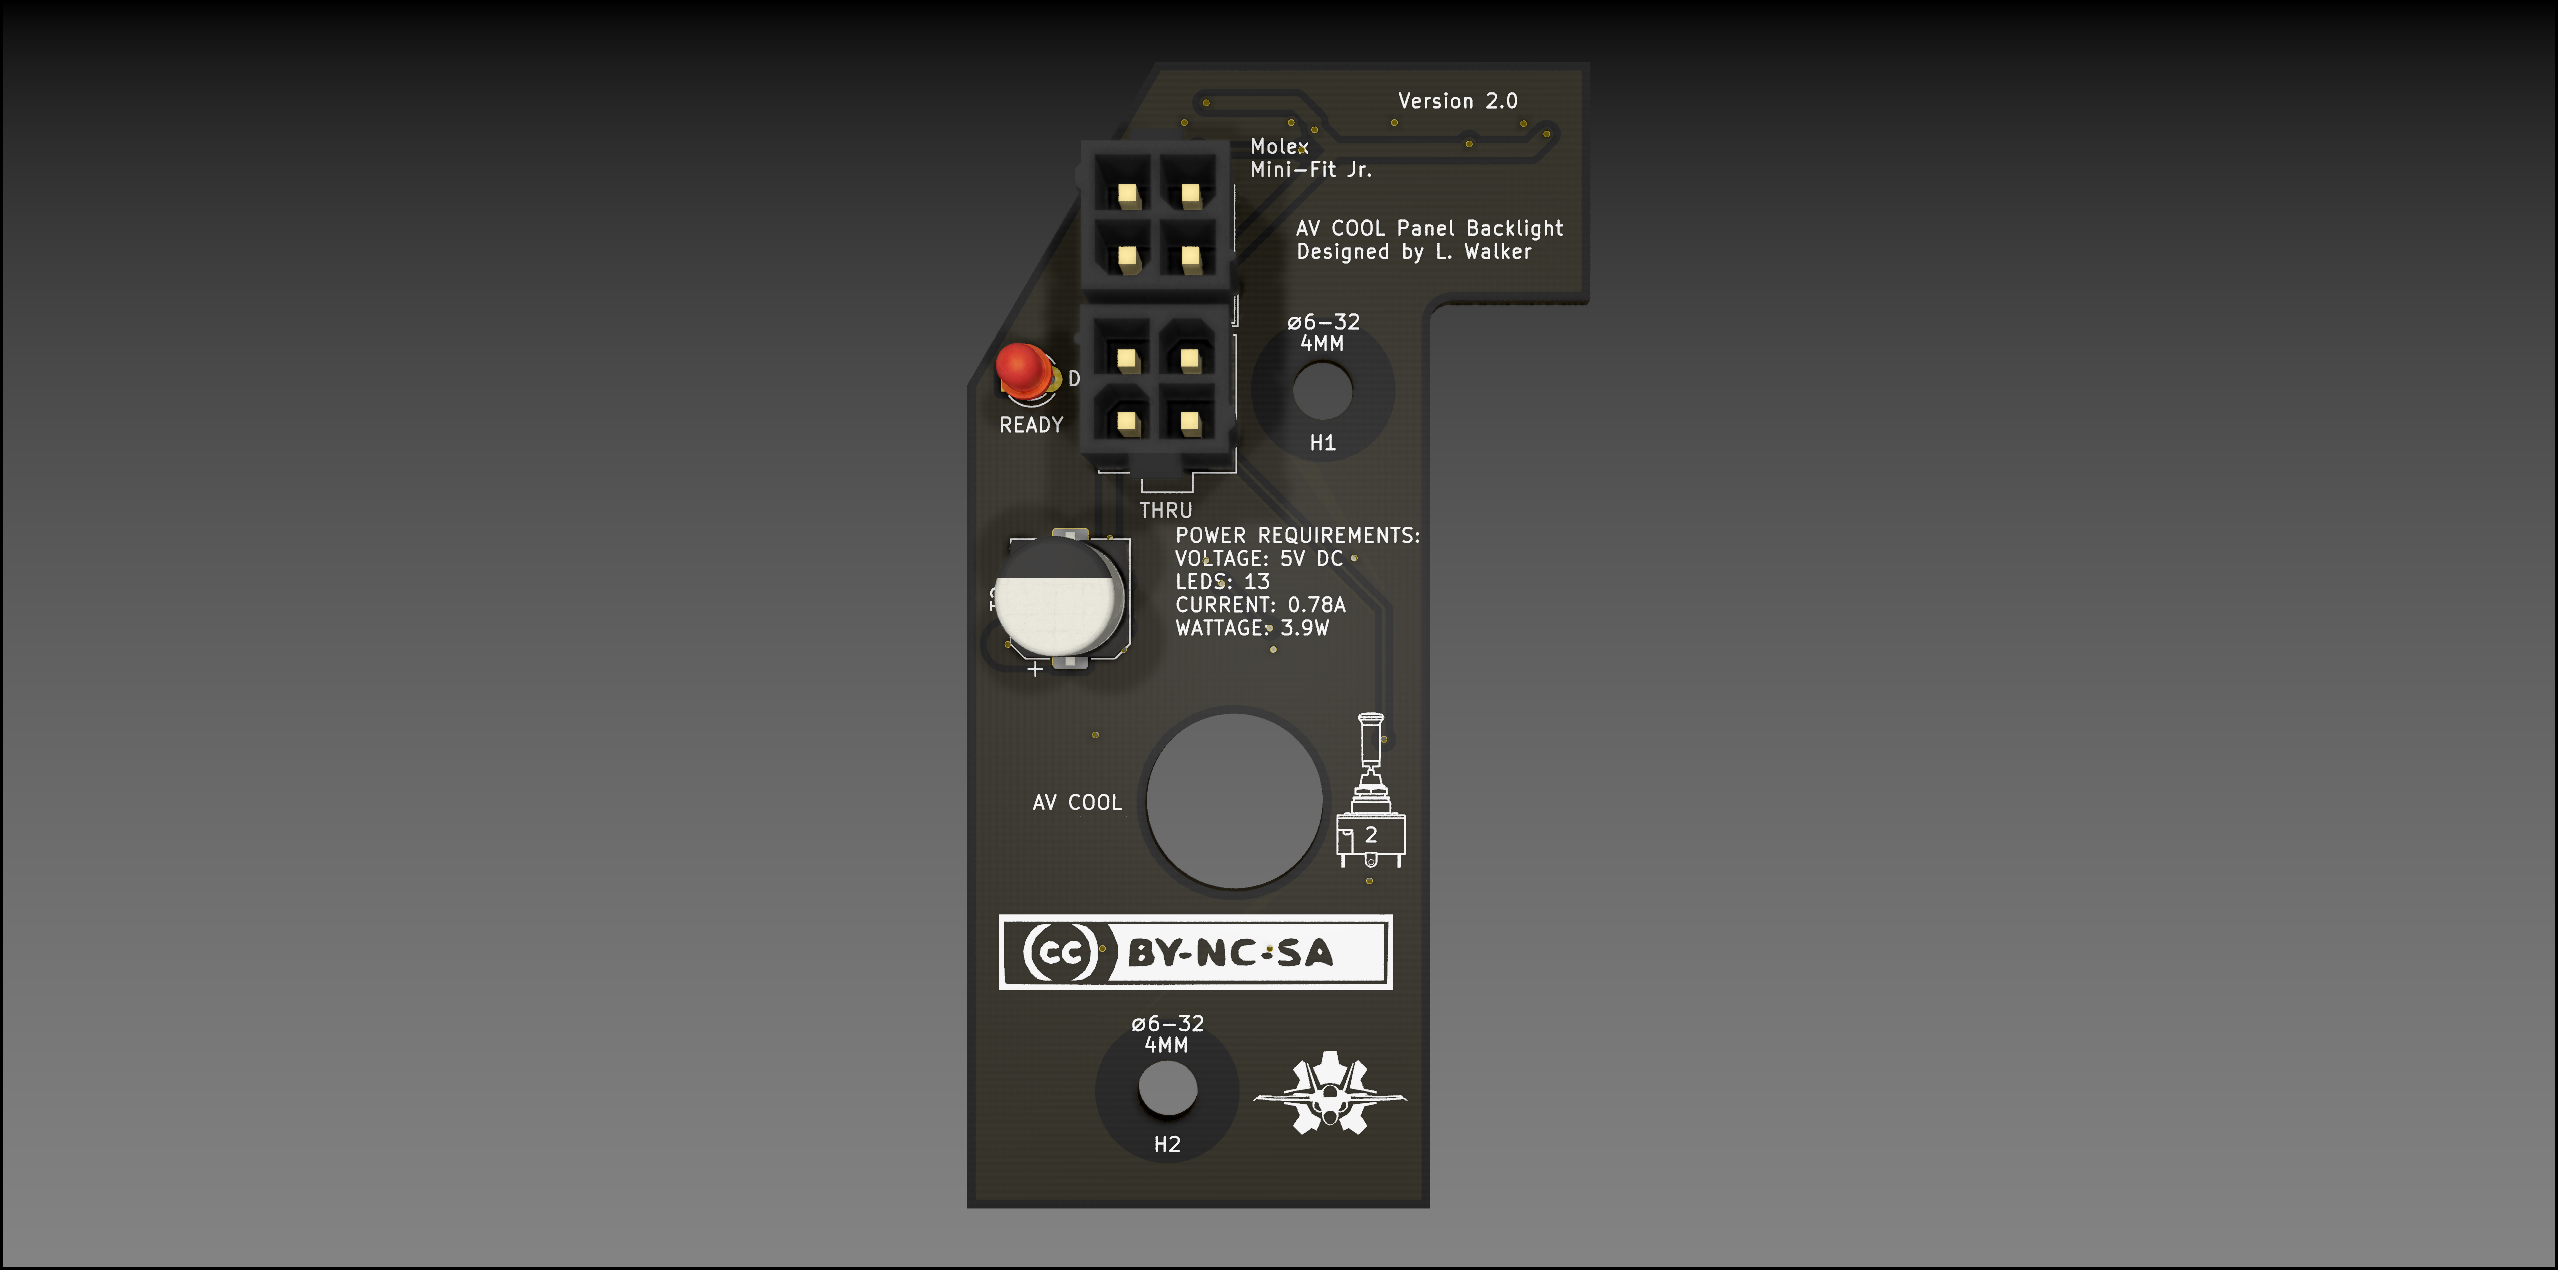 Version 2.0
Molex
Mini-Fit Jr.
AV COOL Panel Backlight
Designed by L. Walker
⌀6-32
4MM
H1
D
READY
THRU
POWER REQUIREMENTS:
VOLTAGE: 5V DC
LEDS: 13
CURRENT: 0.78A
WATTAGE: 3.9W
+
2
AV COOL
cc BY-NC-SA
⌀6-32
4MM
H2